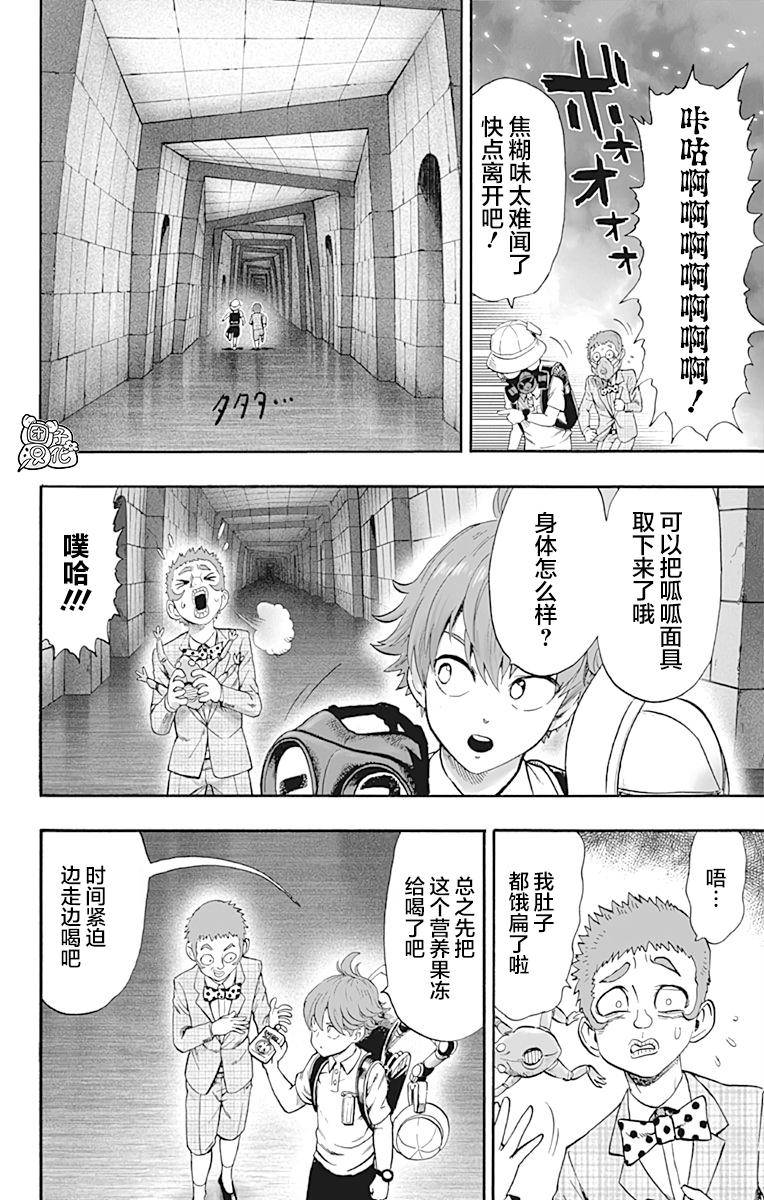 咔咕啊啊啊啊啊啊啊啊！
ボオオオ
焦糊味太难闻了
快点离开吧！
タタタ…
团子
汉化
可以把呱呱面具
取下来了哦
身体怎么样？
噗哈!!!
唔…
我肚子
都饿扁了啦
总之先把
这个营养果冻
给喝了吧
时间紧迫
边走边喝吧